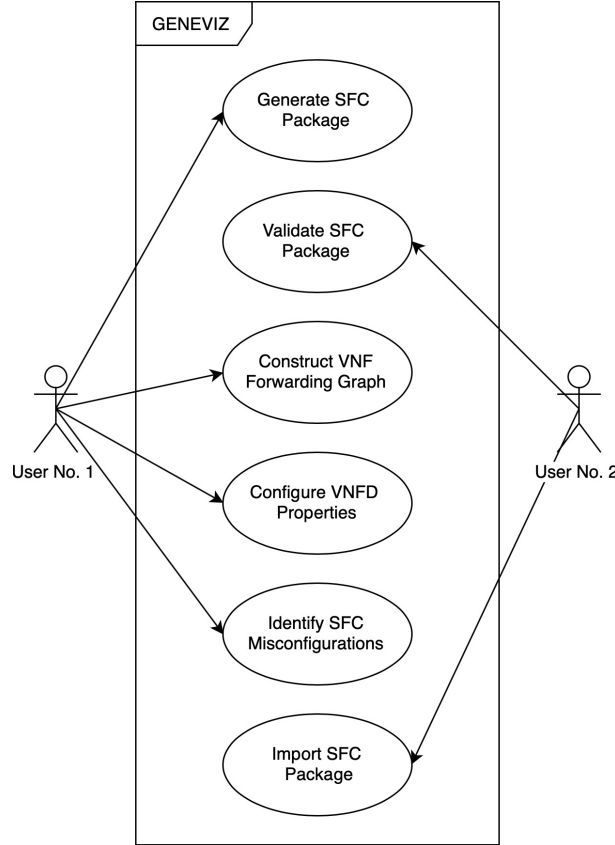 GENEVIZ
Generate SFC
Package
Validate SFC
Package
Construct VNF
Forwarding Graph
User No. 1
User No. 2
Configure VNFD
Properties
Identify SFC
Misconfigurations
Import SFC
Package